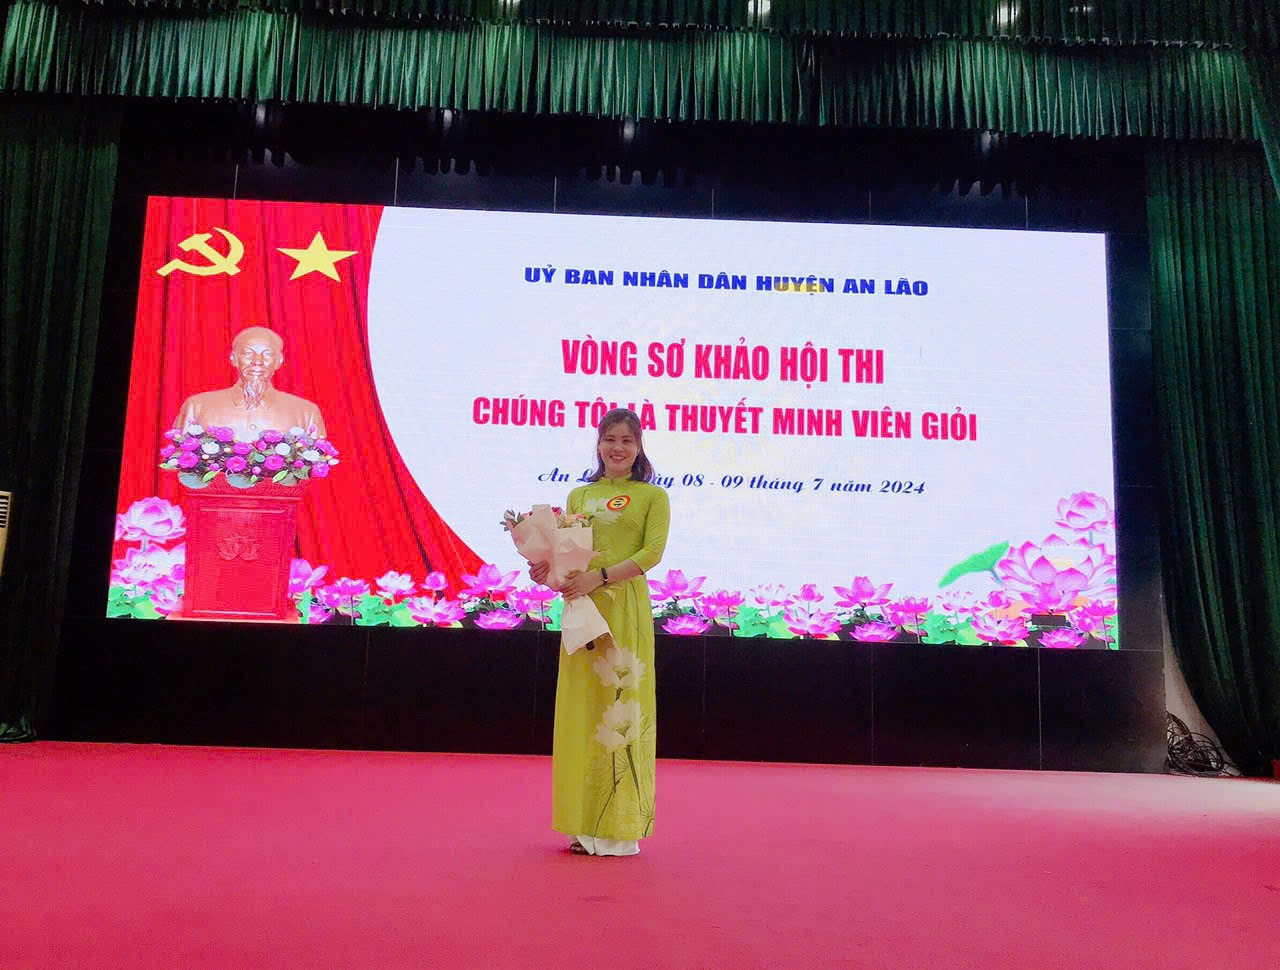 UỶ BAN NHÂN DÂN HUYỆN AN LÃO
VÒNG SƠ KHẢO HỘI THI
CHÚNG TÔI LÀ THUYẾT MINH VIÊN GIỎI
An 08 - 09 tháng 7 năm 2024